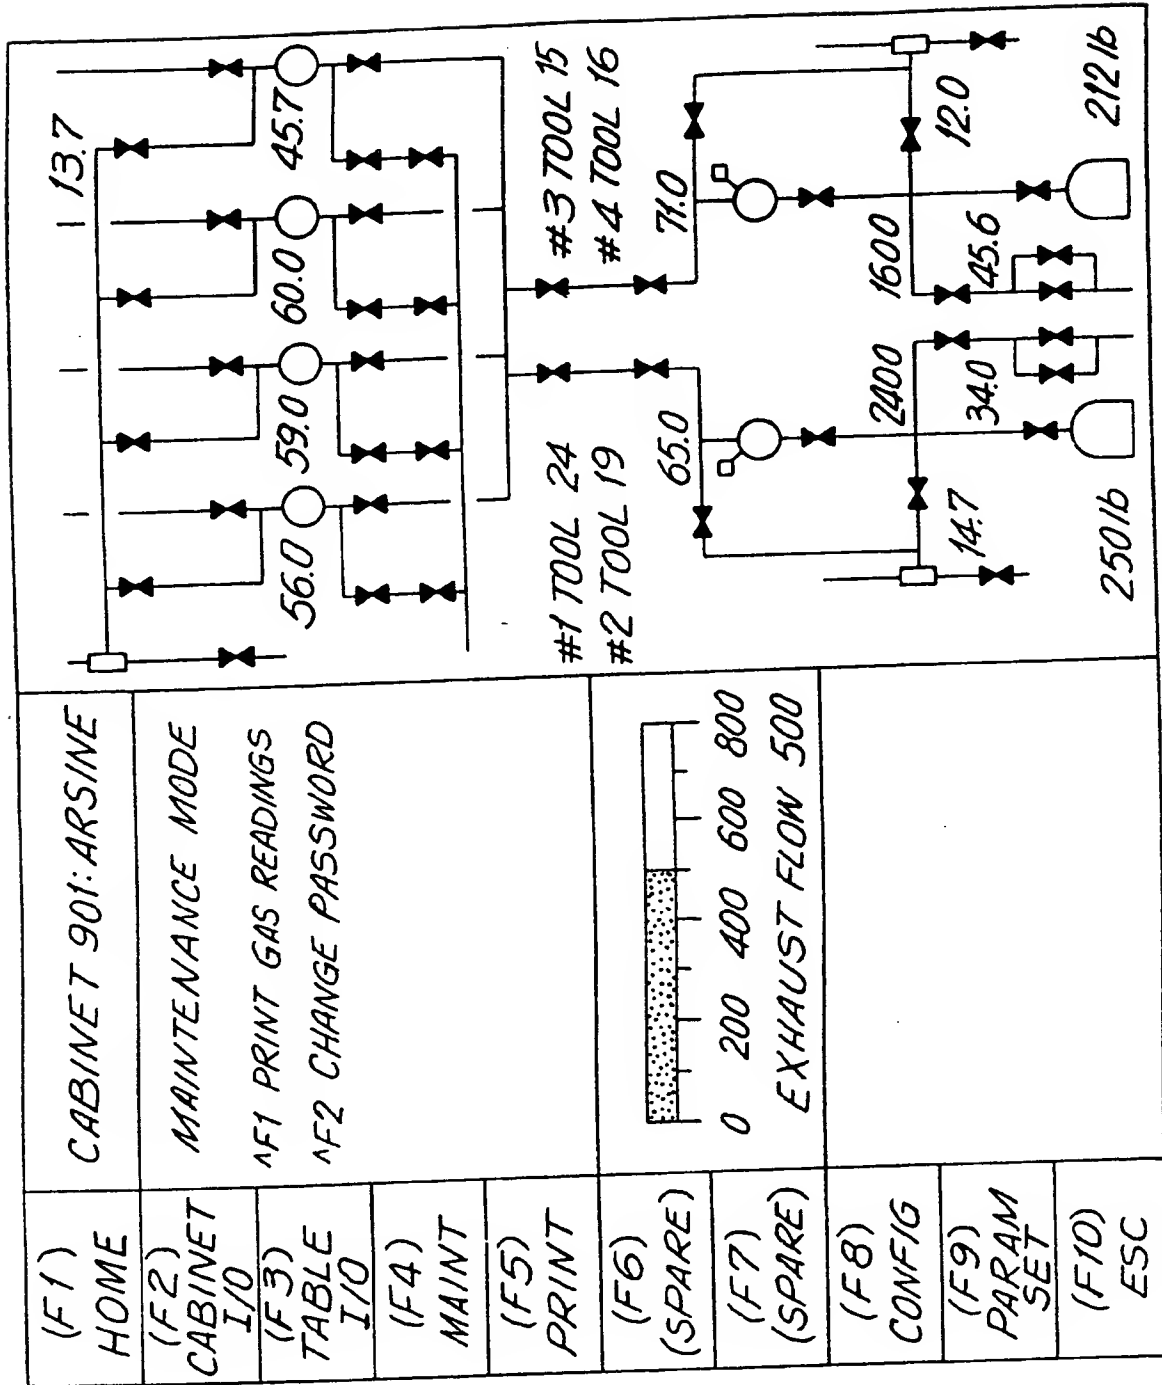 (F1)
HOME
(F2)
CABINET
I/O
(F3)
TABLE
I/O
(F4)
MAINT
(F5)
PRINT
(F6)
(SPARE)
(F7)
(SPARE)
(F8)
CONFIG
(F9)
PARAM
SET
(F10)
ESC
CABINET 901: ARSINE
MAINTENANCE MODE
^F1 PRINT GAS READINGS
^F2 CHANGE PASSWORD
0 200 400 600 800
EXHAUST FLOW 500
13.7
56.0 59.0 60.0 45.7
#1 TOOL 24
#2 TOOL 19
#3 TOOL 15
#4 TOOL 16
65.0 71.0
2400 1600
14.7 34.0 45.6 12.0
250 lb 212 lb